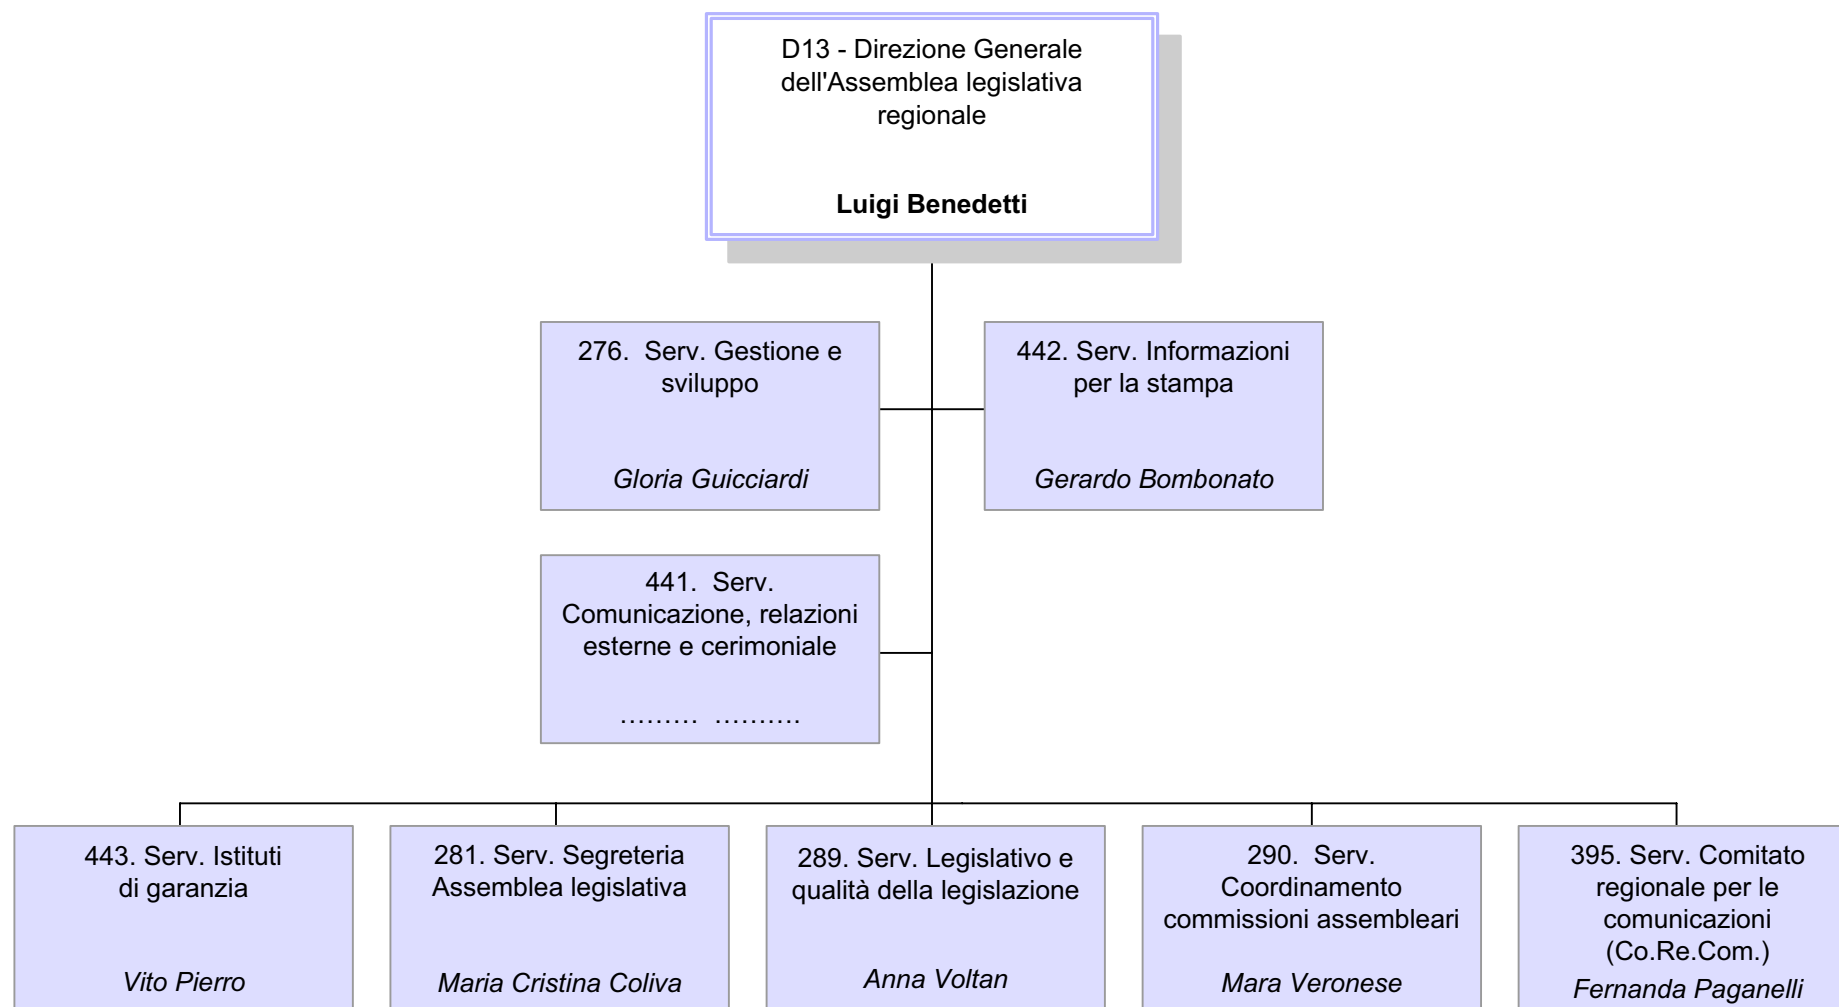 D13 - Direzione Generale
dell'Assemblea legislativa
regionale
Luigi Benedetti
276.  Serv. Gestione e
sviluppo
Gloria Guicciardi
442. Serv. Informazioni
per la stampa
Gerardo Bombonato
441.  Serv.
Comunicazione, relazioni
esterne e cerimoniale
………  ……….
443. Serv. Istituti
di garanzia
Vito Pierro
281. Serv. Segreteria
Assemblea legislativa
Maria Cristina Coliva
289. Serv. Legislativo e
qualità della legislazione
Anna Voltan
290.  Serv.
Coordinamento
commissioni assembleari
Mara Veronese
395. Serv. Comitato
regionale per le
comunicazioni
(Co.Re.Com.)
Fernanda Paganelli